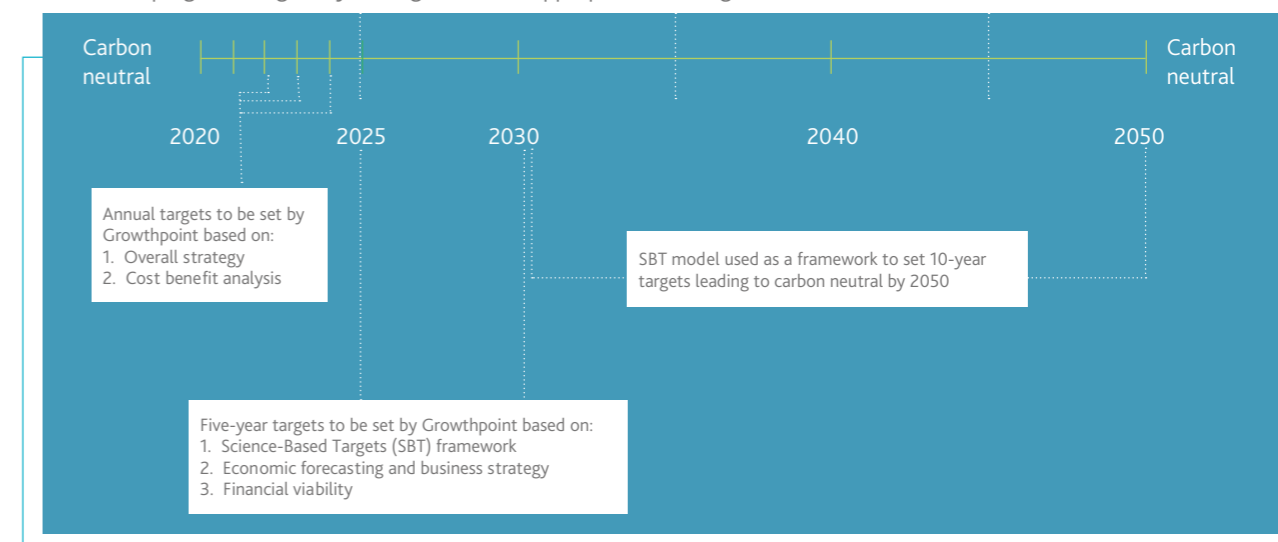 Carbon
neutral
Carbon
neutral
2020
2025
2030
2040
2050
Annual targets to be set by
Growthpoint based on:
1. Overall strategy
2. Cost benefit analysis
SBT model used as a framework to set 10-year
targets leading to carbon neutral by 2050
Five-year targets to be set by Growthpoint based on:
1. Science-Based Targets (SBT) framework
2. Economic forecasting and business strategy
3. Financial viability